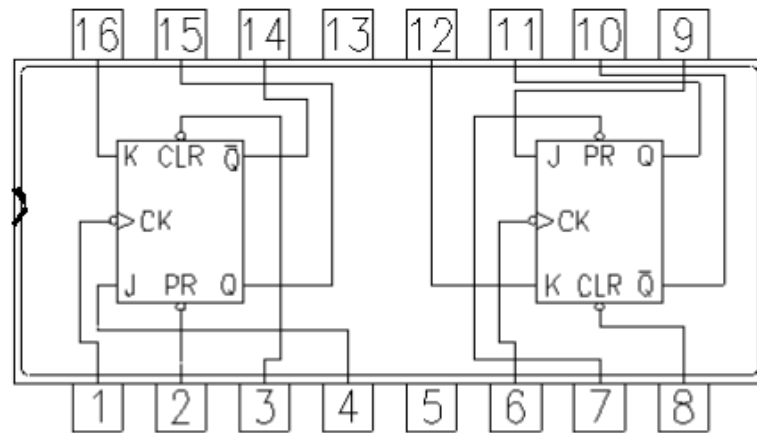 16 15 14 13 12 11 10 9
K CLR Q̅ J PR Q
CK CK
J PR Q K CLR Q̅
1 2 3 4 5 6 7 8